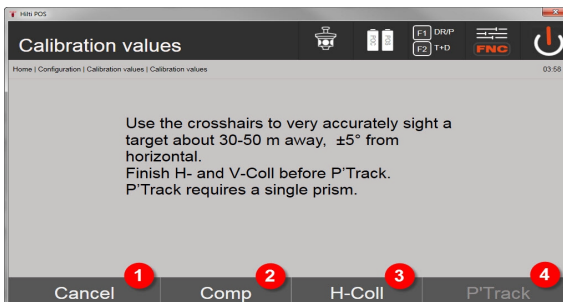 Hilti POS
Calibration values
POC
POS
F1 DR/P
F2 T+D
FNC
Home | Configuration | Calibration values | Calibration values
03:58
Use the crosshairs to very accurately sight a
target about 30-50 m away, ±5° from
horizontal.
Finish H- and V-Coll before P'Track.
P'Track requires a single prism.
1
2
3
4
Cancel
Comp
H-Coll
P'Track